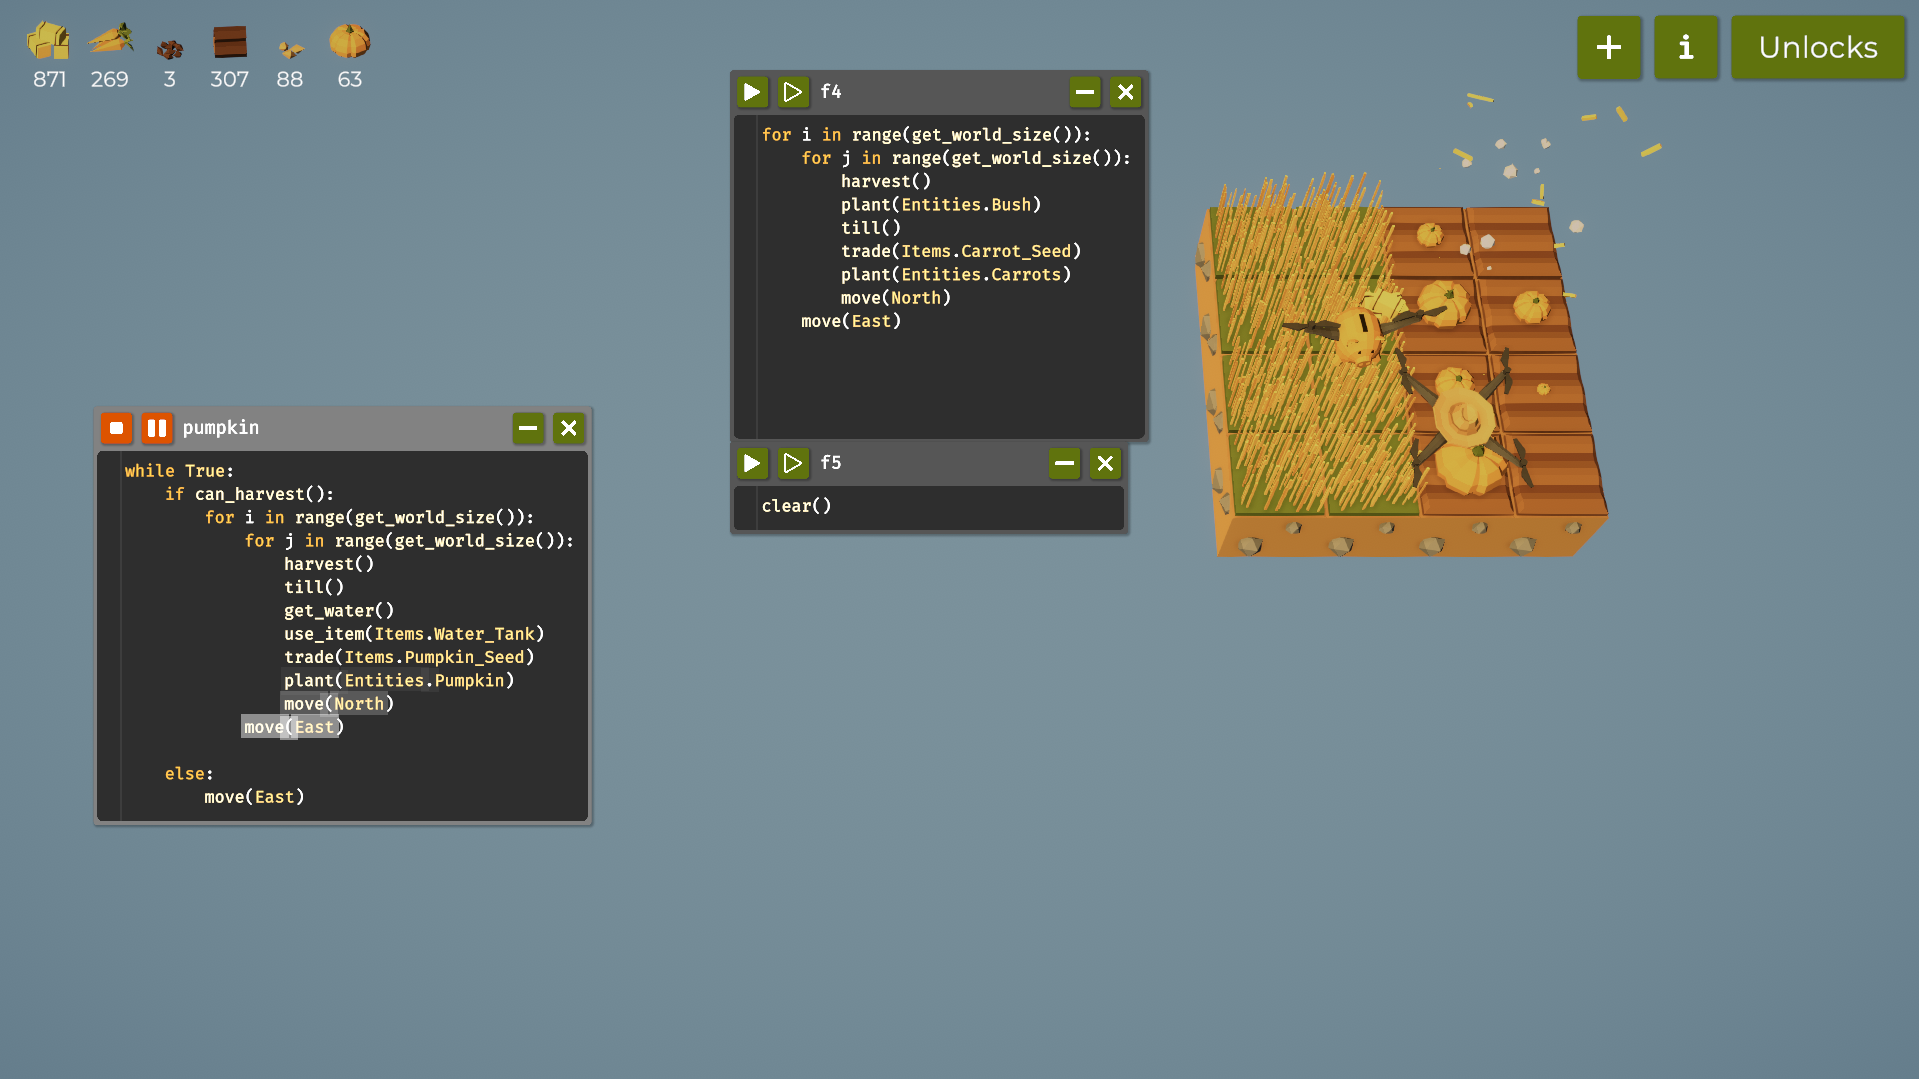 871 269 3 307 88 63
+ i Unlocks
f4
for i in range(get_world_size()):
for j in range(get_world_size()):
harvest()
plant(Entities.Bush)
till()
trade(Items.Carrot_Seed)
plant(Entities.Carrots)
move(North)
move(East)
pumpkin
while True:
if can_harvest():
for i in range(get_world_size()):
for j in range(get_world_size()):
harvest()
till()
get_water()
use_item(Items.Water_Tank)
trade(Items.Pumpkin_Seed)
plant(Entities.Pumpkin)
move(North)
move(East)
else:
move(East)
f5
clear()